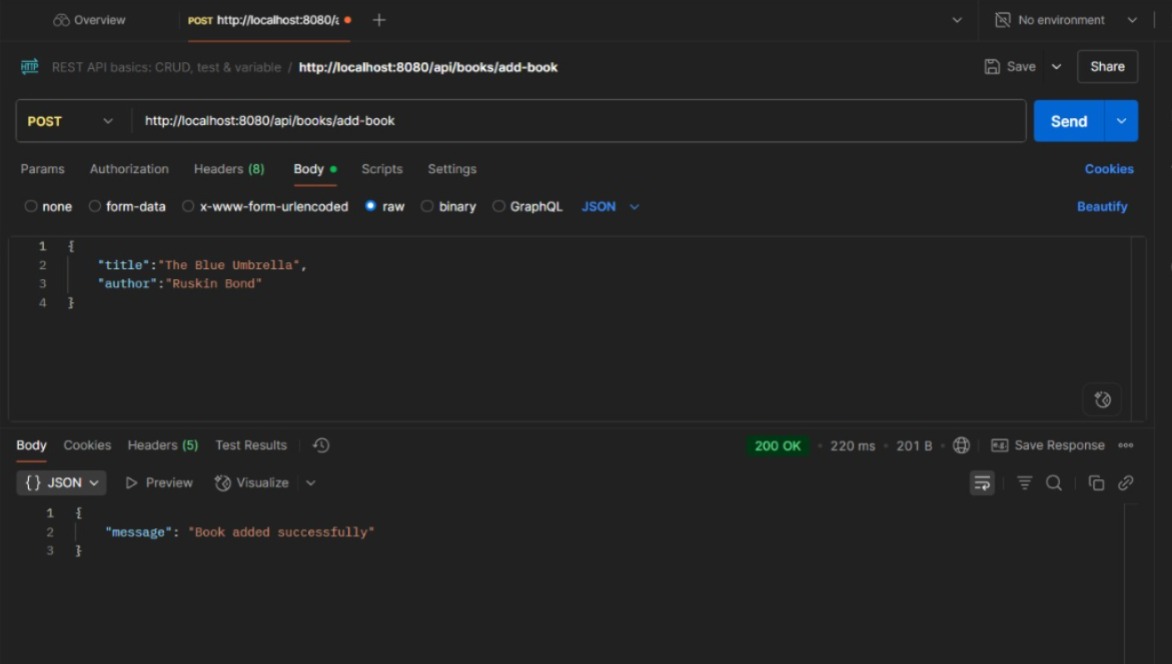 Overview
POST http://localhost:8080/a
No environment
HTTP REST API basics: CRUD, test & variable / http://localhost:8080/api/books/add-book
Save
Share
POST
http://localhost:8080/api/books/add-book
Send
Params Authorization Headers (8) Body Scripts Settings Cookies
none form-data x-www-form-urlencoded raw binary GraphQL JSON Beautify
1 {
2 "title":"The Blue Umbrella",
3 "author":"Ruskin Bond"
4 }
Body Cookies Headers (5) Test Results 200 OK • 220 ms • 201 B • e.g. Save Response
{} JSON Preview Visualize
1 {
2 "message": "Book added successfully"
3 }